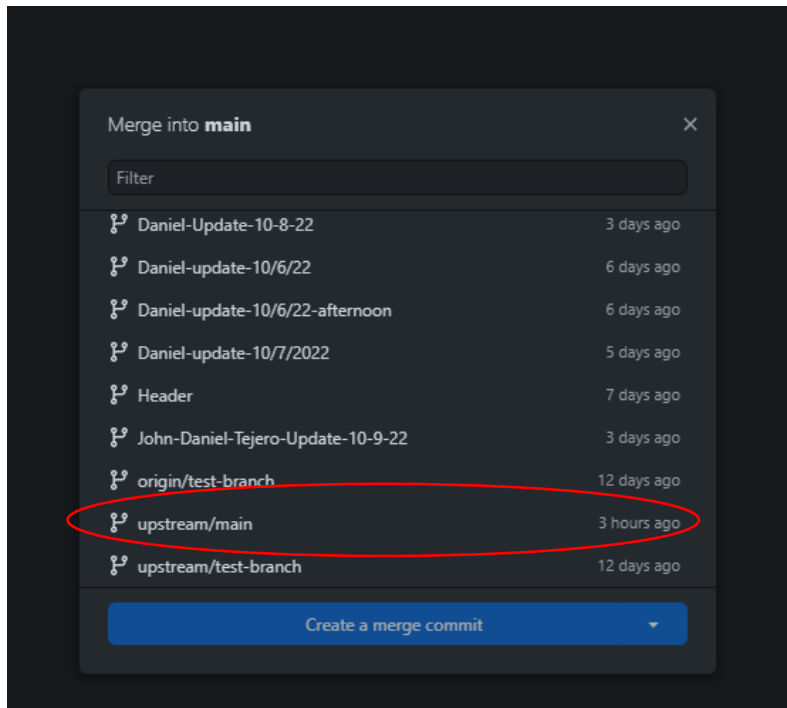 Merge into main
Filter
Daniel-Update-10-8-22 3 days ago
Daniel-update-10/6/22 6 days ago
Daniel-update-10/6/22-afternoon 6 days ago
Daniel-update-10/7/2022 5 days ago
Header 7 days ago
John-Daniel-Tejero-Update-10-9-22 3 days ago
origin/test-branch 12 days ago
upstream/main 3 hours ago
upstream/test-branch 12 days ago
Create a merge commit